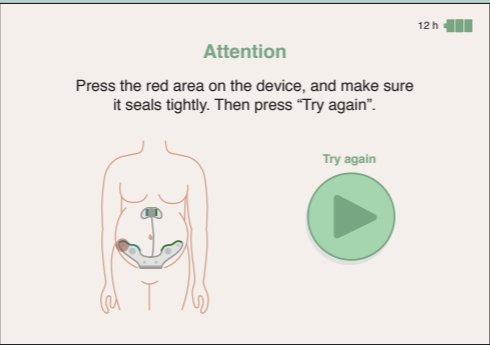 12 h
Attention
Press the red area on the device, and make sure
it seals tightly. Then press “Try again”.
Try again